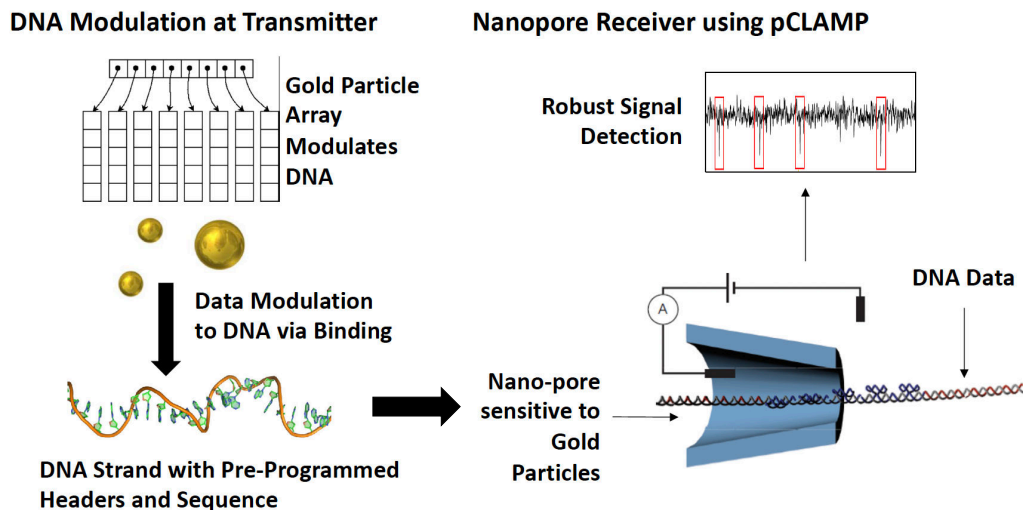 DNA Modulation at Transmitter
Gold Particle
Array
Modulates
DNA
Data Modulation
to DNA via Binding
DNA Strand with Pre-Programmed
Headers and Sequence
Nanopore Receiver using pCLAMP
Robust Signal
Detection
DNA Data
A
Nano-pore
sensitive to
Gold
Particles